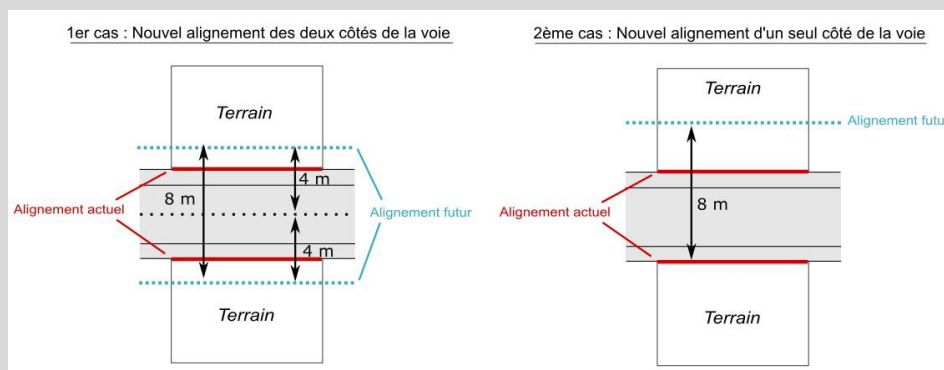 1er cas : Nouvel alignement des deux côtés de la voie
Terrain
4 m
8 m
Alignement actuel
Alignement futur
4 m
Terrain
2ème cas : Nouvel alignement d'un seul côté de la voie
Terrain
Alignement futur
8 m
Alignement actuel
Terrain